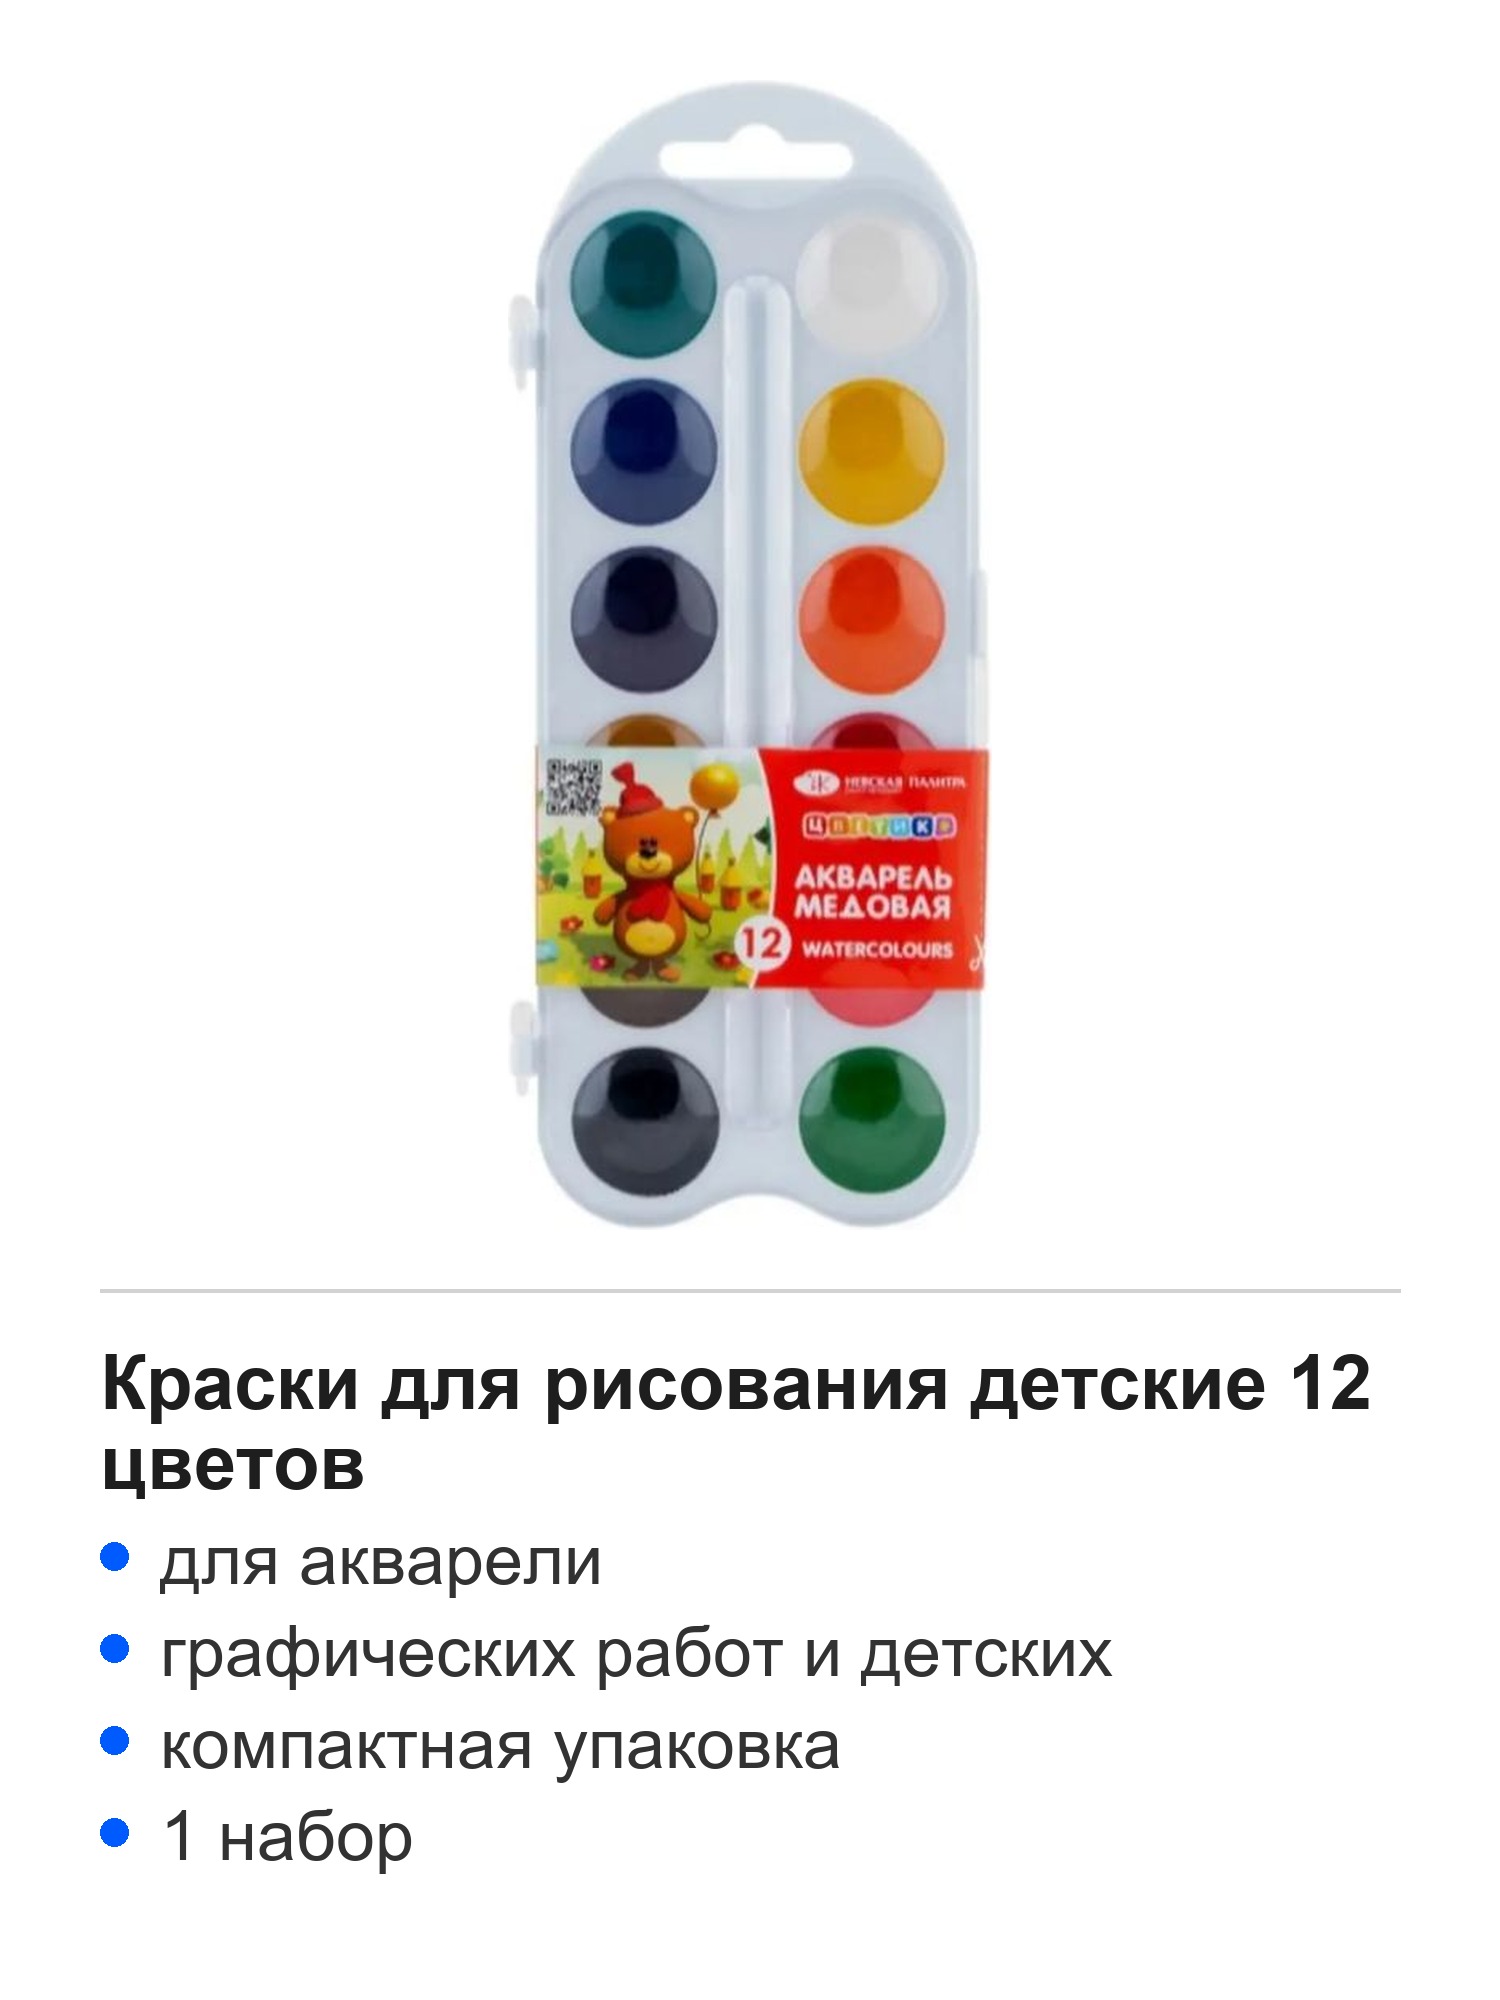 НЕВСКАЯ ПАЛИТРА
ЦВЕТИК
АКВАРЕЛЬ
МЕДОВАЯ
12 WATERCOLOURS
Краски для рисования детские 12
цветов
для акварели
графических работ и детских
компактная упаковка
1 набор